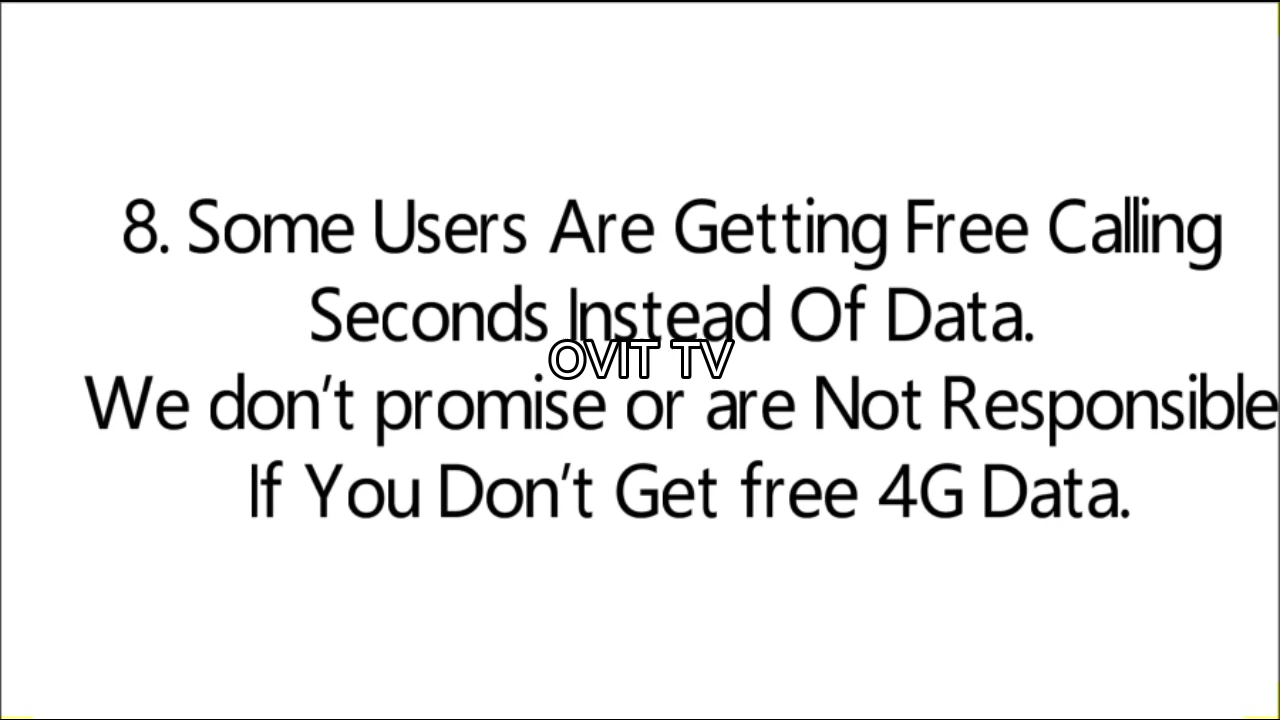 8. Some Users Are Getting Free Calling
Seconds Instead Of Data.
OVIT TV
We don't promise or are Not Responsible
If You Don't Get free 4G Data.